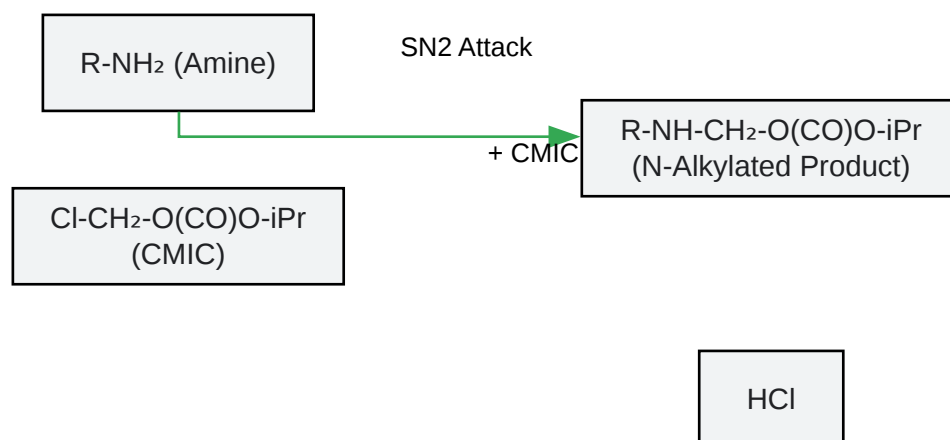 R-NH₂ (Amine)
SN2 Attack
+ CMIC
R-NH-CH₂-O(CO)O-iPr
(N-Alkylated Product)
Cl-CH₂-O(CO)O-iPr
(CMIC)
HCl